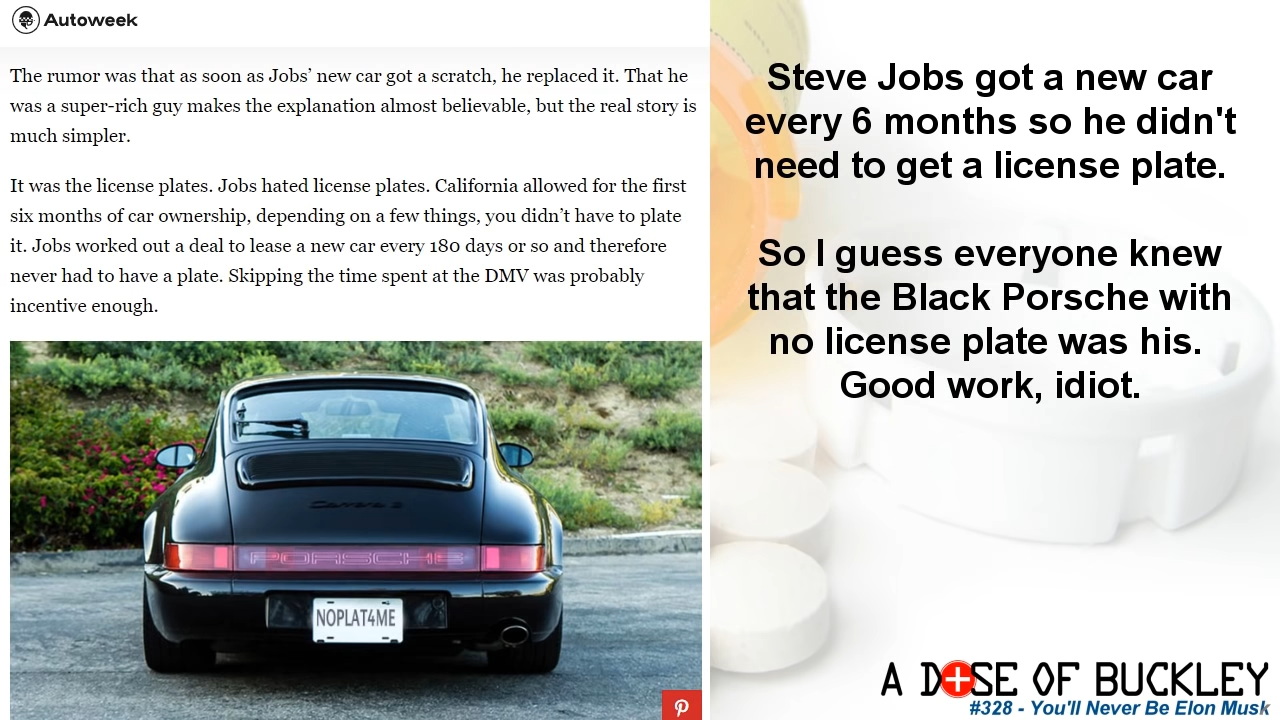 Autoweek
The rumor was that as soon as Jobs’ new car got a scratch, he replaced it. That he
was a super-rich guy makes the explanation almost believable, but the real story is
much simpler.
It was the license plates. Jobs hated license plates. California allowed for the first
six months of car ownership, depending on a few things, you didn’t have to plate
it. Jobs worked out a deal to lease a new car every 180 days or so and therefore
never had to have a plate. Skipping the time spent at the DMV was probably
incentive enough.
Carrera 2
PORSCHE
NOPLAT4ME
Steve Jobs got a new car
every 6 months so he didn't
need to get a license plate.
So I guess everyone knew
that the Black Porsche with
no license plate was his.
Good work, idiot.
A DOSE OF BUCKLEY
#328 - You'll Never Be Elon Musk